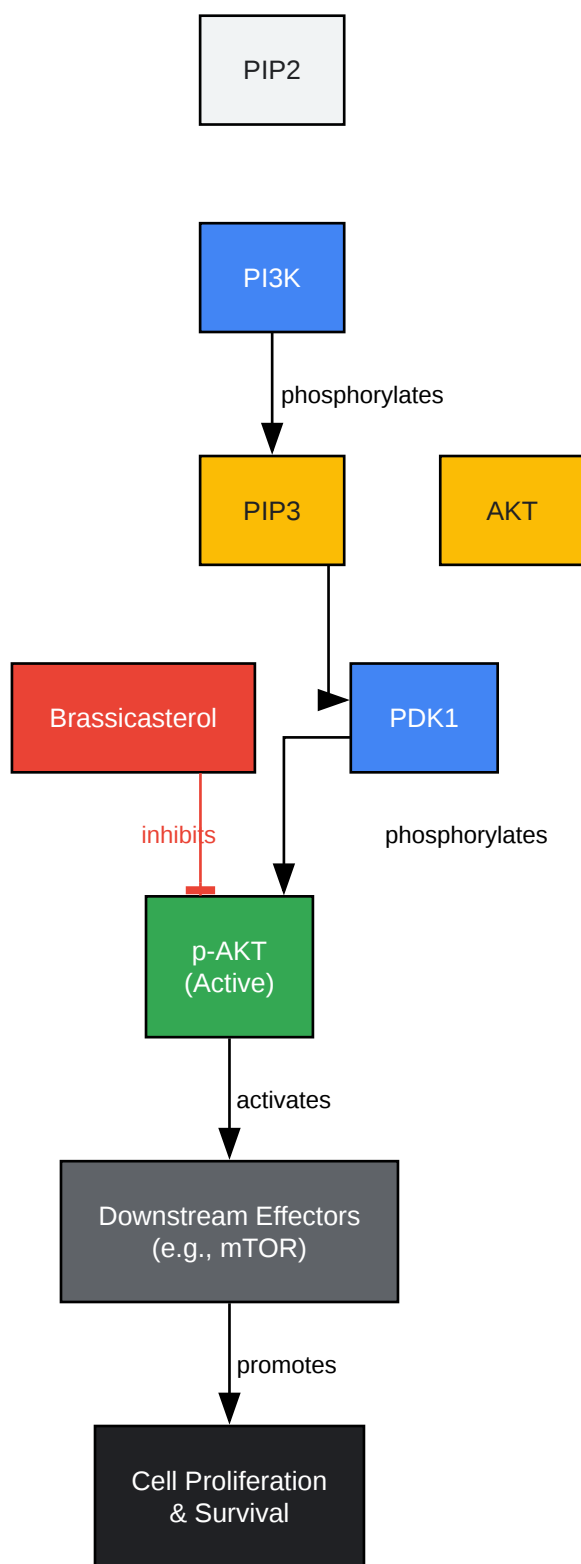 PIP2
PI3K
phosphorylates
PIP3
AKT
Brassicasterol
PDK1
inhibits
phosphorylates
p-AKT
(Active)
activates
Downstream Effectors
(e.g., mTOR)
promotes
Cell Proliferation
& Survival